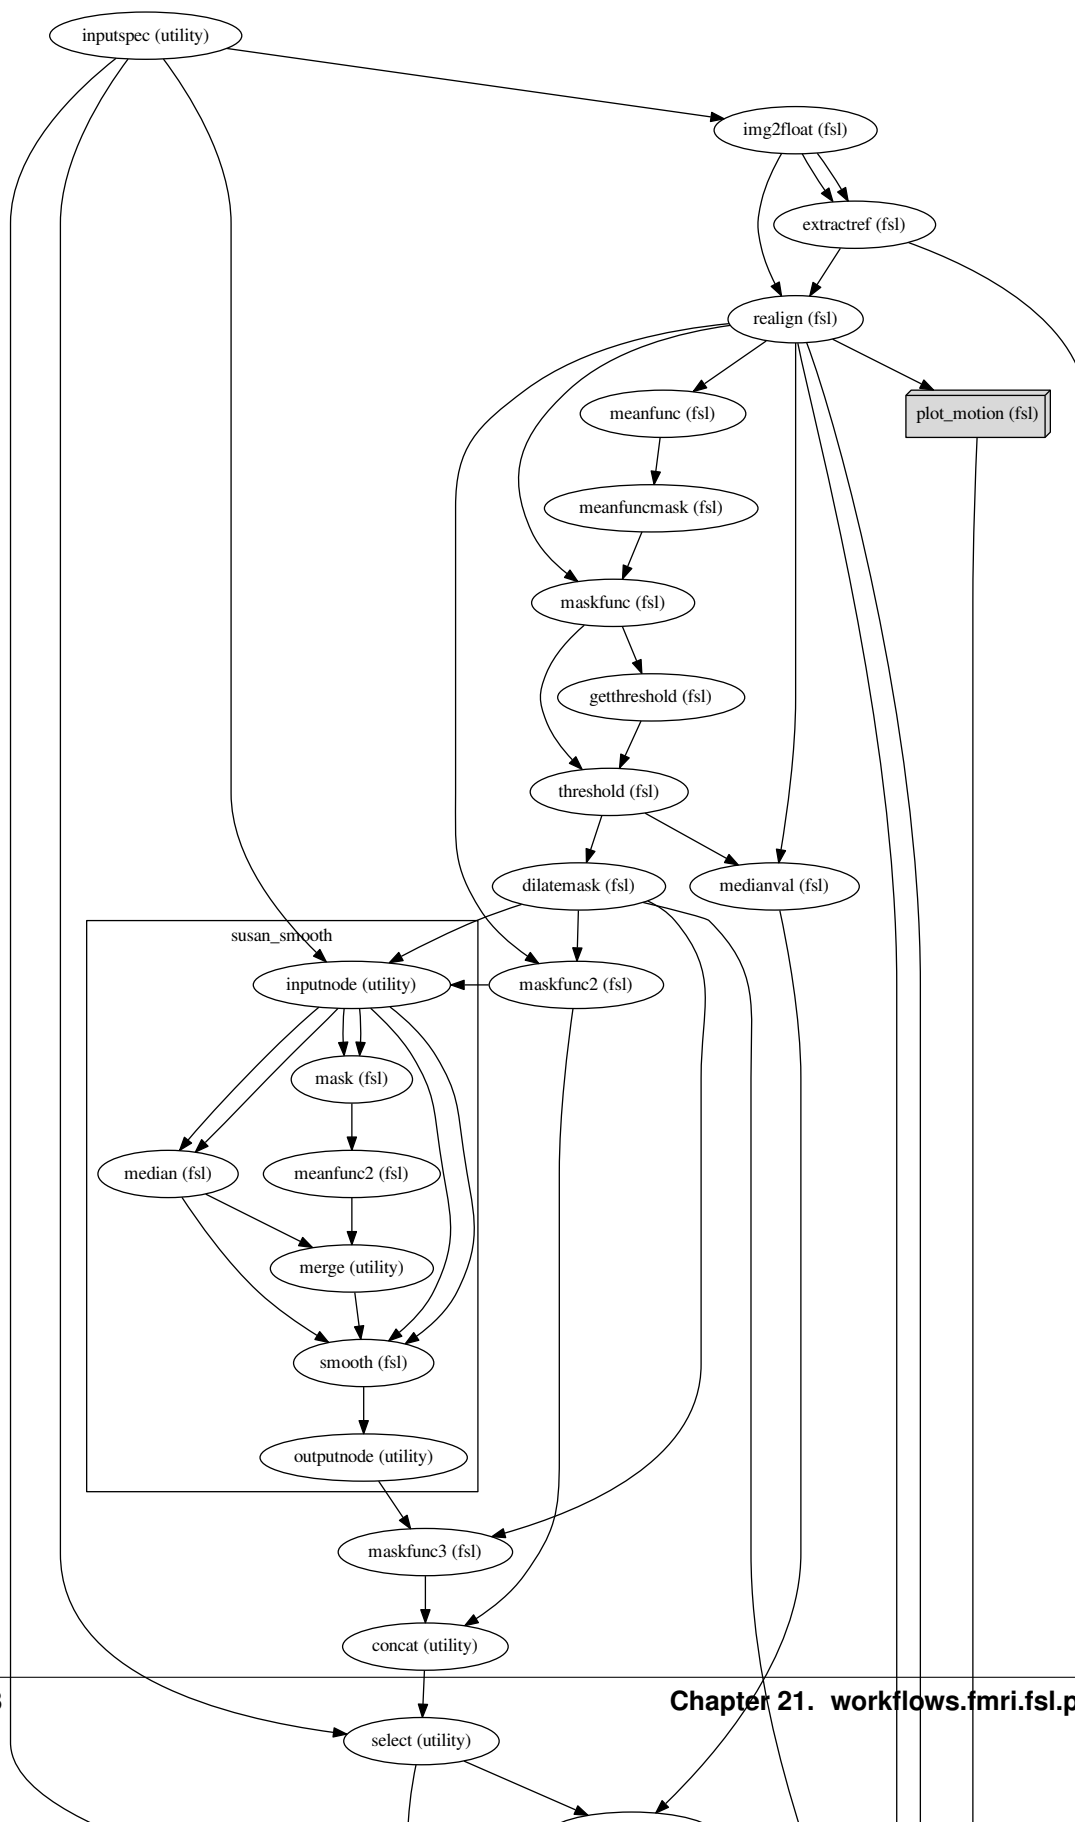 inputspec (utility)
img2float (fsl)
extractref (fsl)
realign (fsl)
meanfunc (fsl)
plot_motion (fsl)
meanfuncmask (fsl)
maskfunc (fsl)
getthreshold (fsl)
threshold (fsl)
dilatemask (fsl)
medianval (fsl)
susan_smooth
inputnode (utility)
maskfunc2 (fsl)
mask (fsl)
median (fsl)
meanfunc2 (fsl)
merge (utility)
smooth (fsl)
outputnode (utility)
maskfunc3 (fsl)
concat (utility)
Chapter 21. workflows.fmri.fsl.p
select (utility)